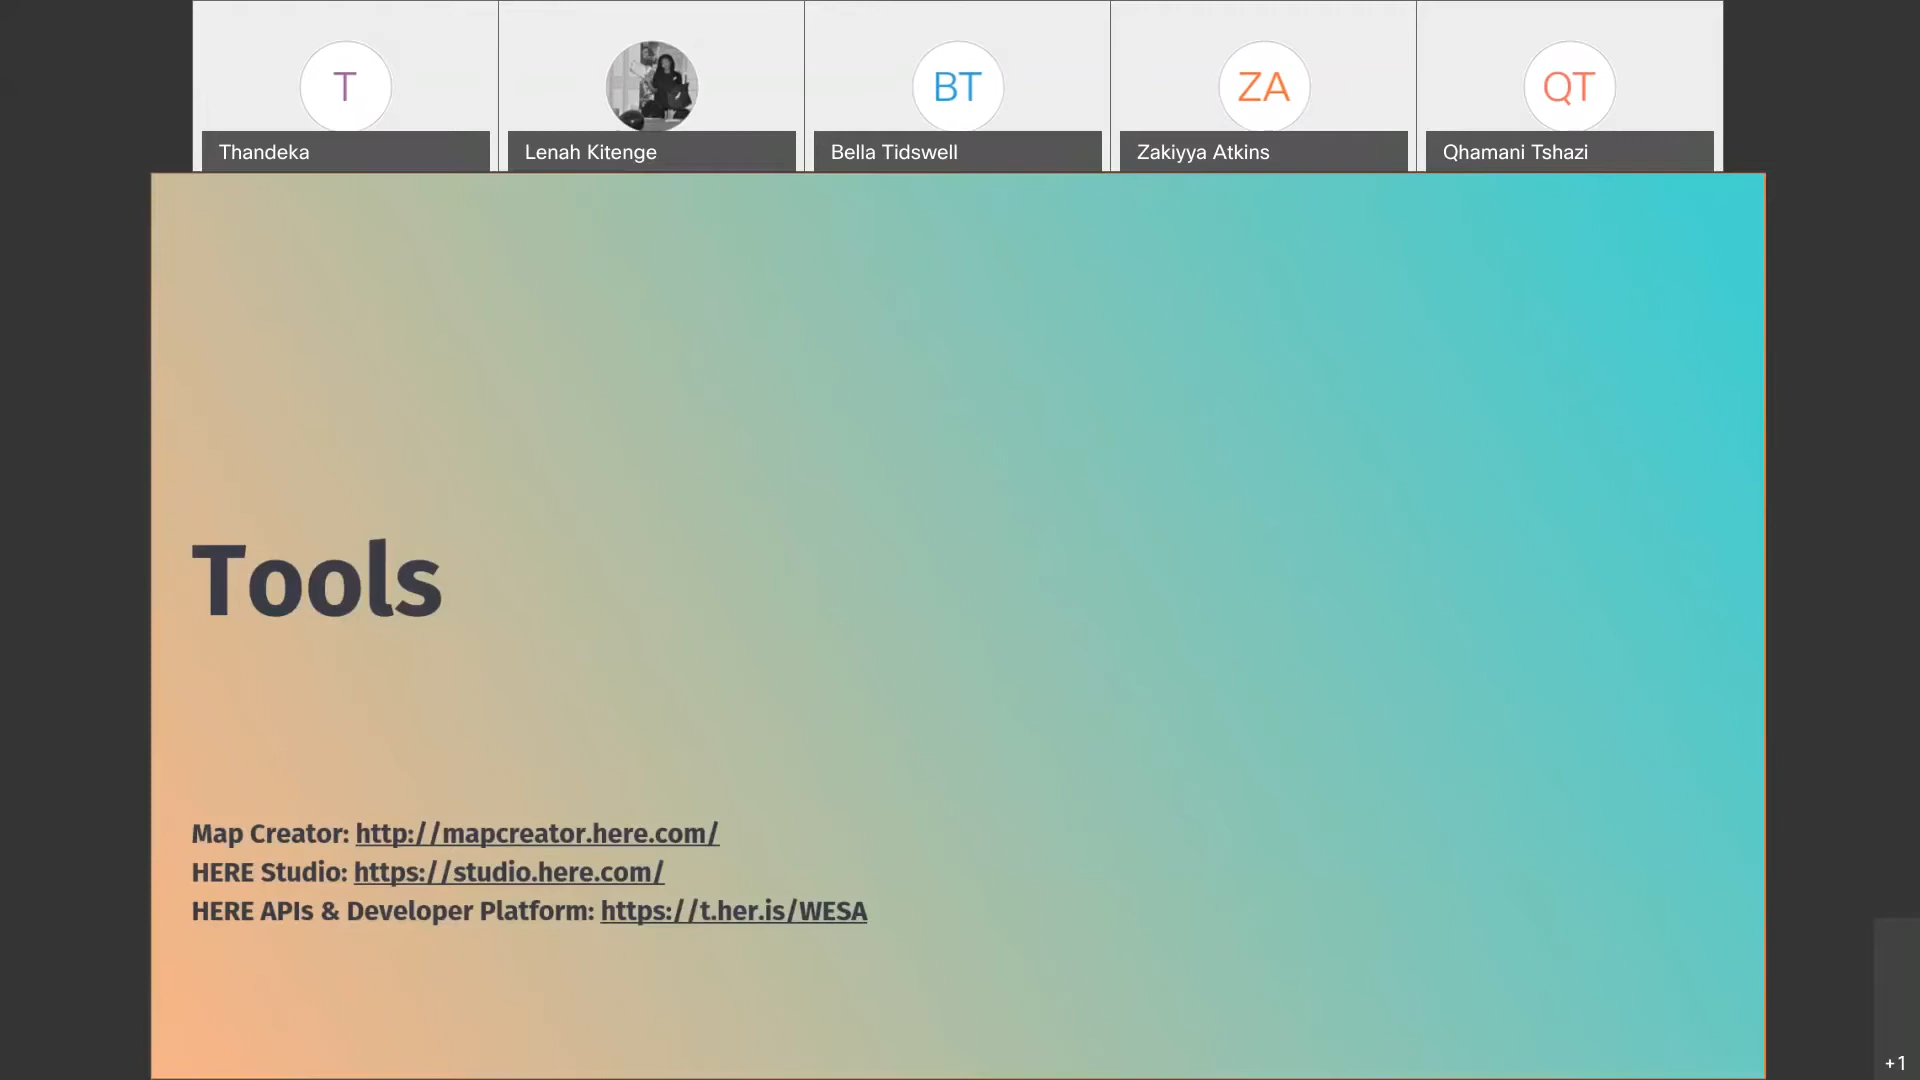 T
BT
ZA
QT
Thandeka
Lenah Kitenge
Bella Tidswell
Zakiyya Atkins
Qhamani Tshazi
Tools
Map Creator: http://mapcreator.here.com/
HERE Studio: https://studio.here.com/
HERE APIs & Developer Platform: https://t.her.is/WESA
+1